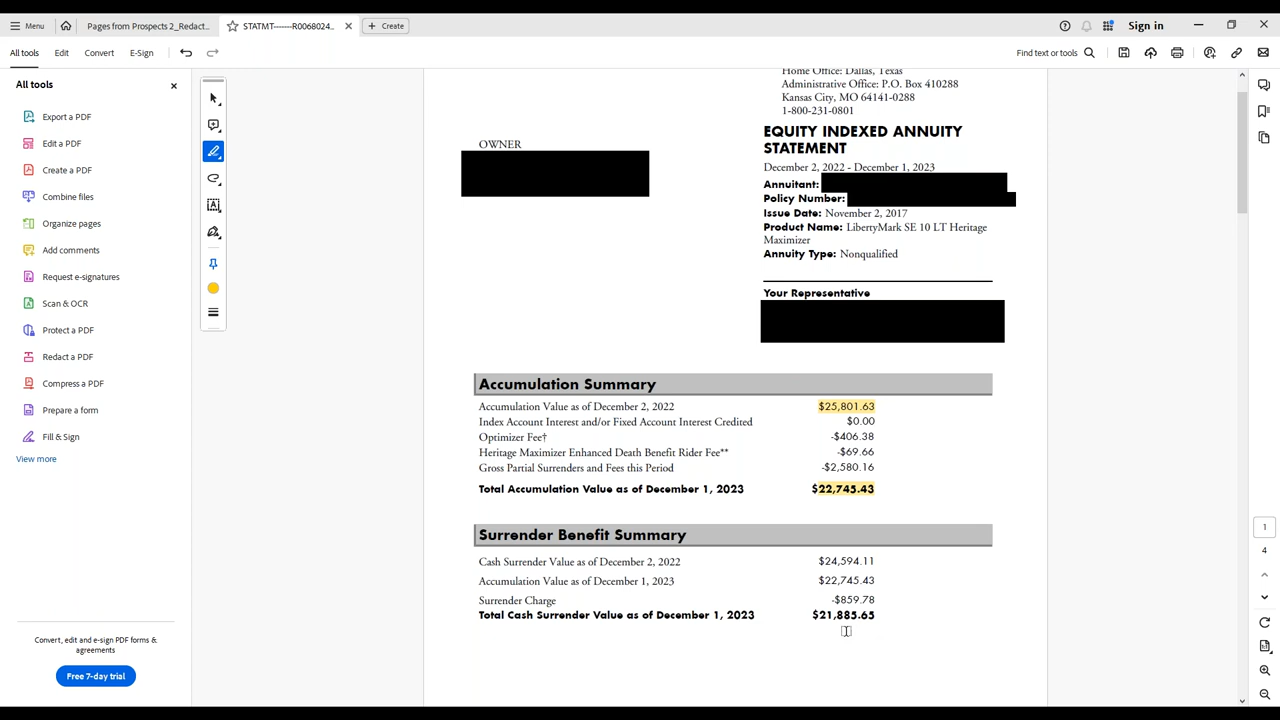 Menu
Pages from Prospects 2_Redact...
STATMT-------R0068024...
Create
Sign in
All tools
Edit
Convert
E-Sign
Find text or tools
All tools
Export a PDF
Edit a PDF
Create a PDF
Combine files
Organize pages
Add comments
Request e-signatures
Scan & OCR
Protect a PDF
Redact a PDF
Compress a PDF
Prepare a form
Fill & Sign
View more
Convert, edit and e-sign PDF forms &
agreements
Free 7-day trial
Home Office: Dallas, Texas
Administrative Office: P.O. Box 410288
Kansas City, MO 64141-0288
1-800-231-0801
EQUITY INDEXED ANNUITY
STATEMENT
OWNER
December 2, 2022 - December 1, 2023
Annuitant:
Policy Number:
Issue Date: November 2, 2017
Product Name: LibertyMark SE 10 LT Heritage
Maximizer
Annuity Type: Nonqualified
Your Representative
Accumulation Summary
Accumulation Value as of December 2, 2022 $25,801.63
Index Account Interest and/or Fixed Account Interest Credited $0.00
Optimizer Fee† -$406.38
Heritage Maximizer Enhanced Death Benefit Rider Fee** -$69.66
Gross Partial Surrenders and Fees this Period -$2,580.16
Total Accumulation Value as of December 1, 2023 $22,745.43
Surrender Benefit Summary
Cash Surrender Value as of December 2, 2022 $24,594.11
Accumulation Value as of December 1, 2023 $22,745.43
Surrender Charge -$859.78
Total Cash Surrender Value as of December 1, 2023 $21,885.65
1
4